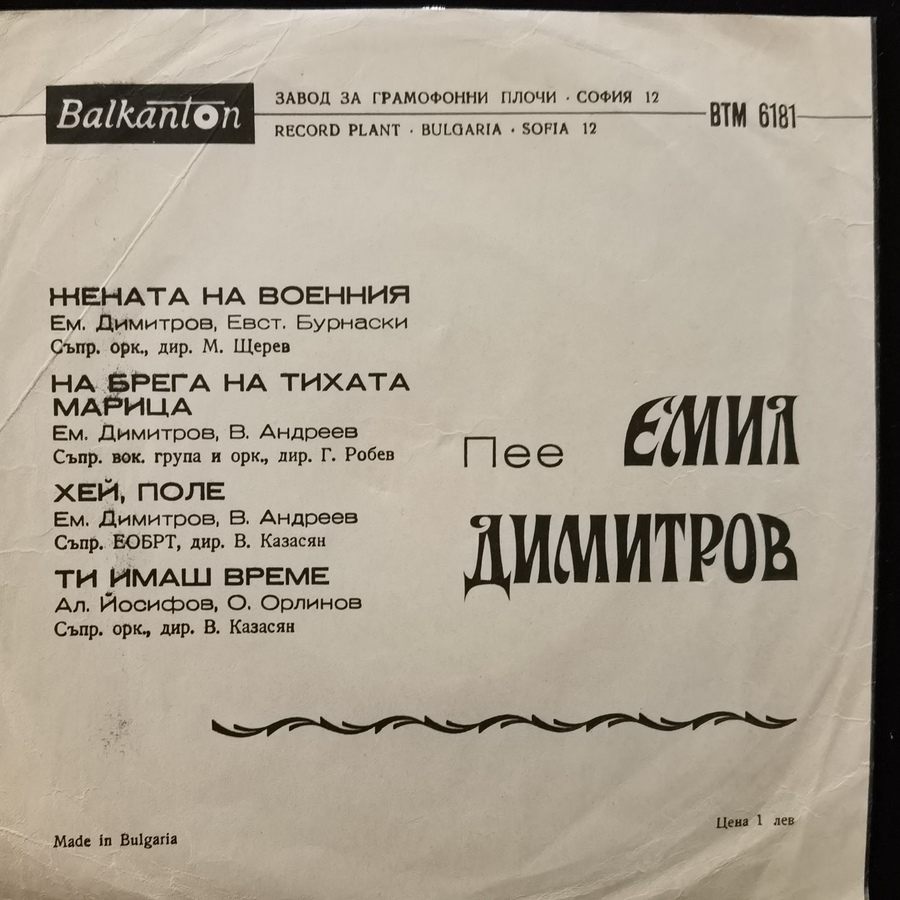 Balkanton
ЗАВОД ЗА ГРАМОФОННИ ПЛОЧИ · СОФИЯ 12
RECORD PLANT · BULGARIA · SOFIA 12
ВТМ 6181
ЖЕНАТА НА ВОЕННИЯ
Ем. Димитров, Евст. Бурнаски
Съпр. орк., дир. М. Щерев
НА БРЕГА НА ТИХАТА
МАРИЦА
Ем. Димитров, В. Андреев
Съпр. вок. група и орк., дир. Г. Робев
ХЕЙ, ПОЛЕ
Ем. Димитров, В. Андреев
Съпр. ЕОБРТ, дир. В. Казасян
ТИ ИМАШ ВРЕМЕ
Ал. Йосифов, О. Орлинов
Съпр. орк., дир. В. Казасян
Пее ЕМИЛ
ДИМИТРОВ
Made in Bulgaria
Цена 1 лев